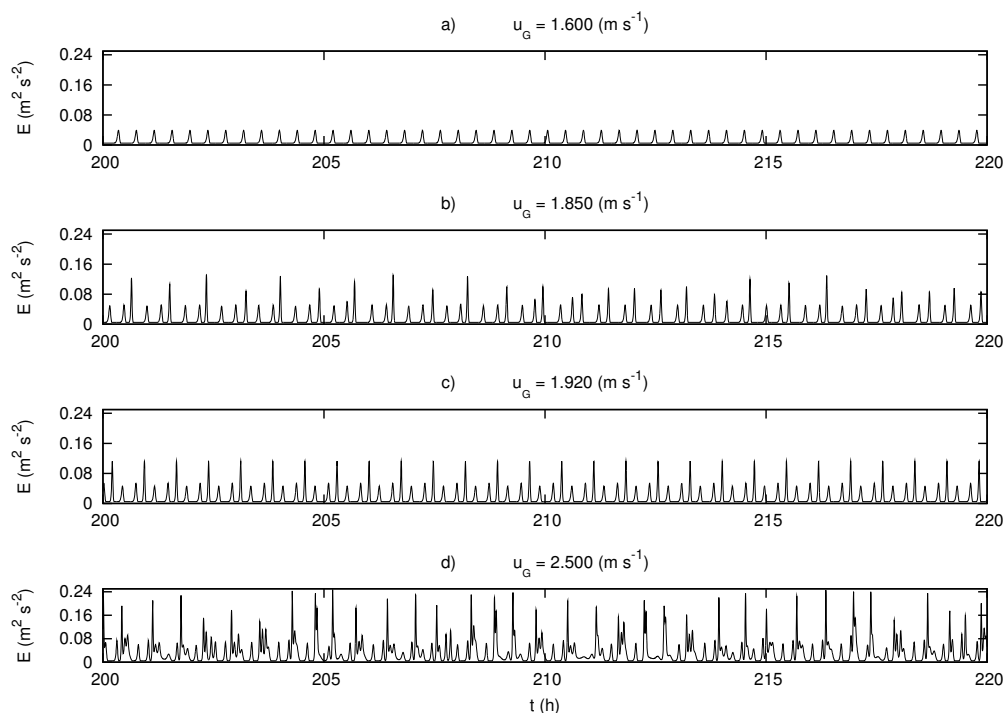 a) u_G = 1.600 (m s^-1)
0.24
0.16
0.08
0
E (m^2 s^-2)
200 205 210 215 220
b) u_G = 1.850 (m s^-1)
0.24
0.16
0.08
0
E (m^2 s^-2)
200 205 210 215 220
c) u_G = 1.920 (m s^-1)
0.24
0.16
0.08
0
E (m^2 s^-2)
200 205 210 215 220
d) u_G = 2.500 (m s^-1)
0.24
0.16
0.08
0
E (m^2 s^-2)
200 205 210 215 220
t (h)